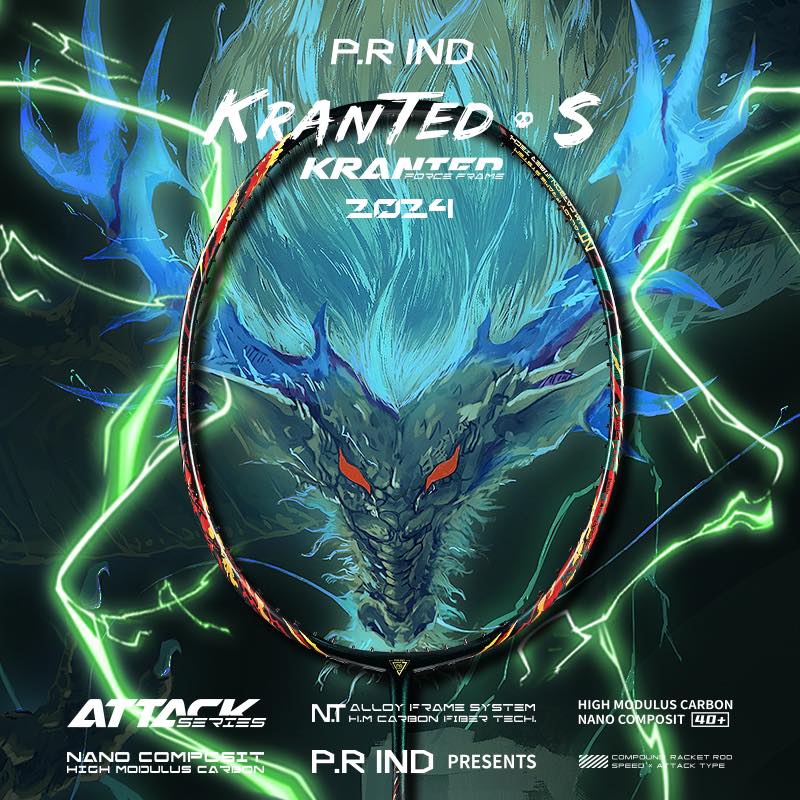 P.R IND
KRANTED · S
KRANTED
FORCE FRAME
2024
N.T
ATTACK
SERIES
N.T ALLOY FRAME SYSTEM
H.M CARBON FIBER TECH.
HIGH MODULUS CARBON
NANO COMPOSIT 40+
NANO COMPOSIT
HIGH MODULUS CARBON
P.R IND PRESENTS
COMPOUND RACKET ROD
SPEED × ATTACK TYPE